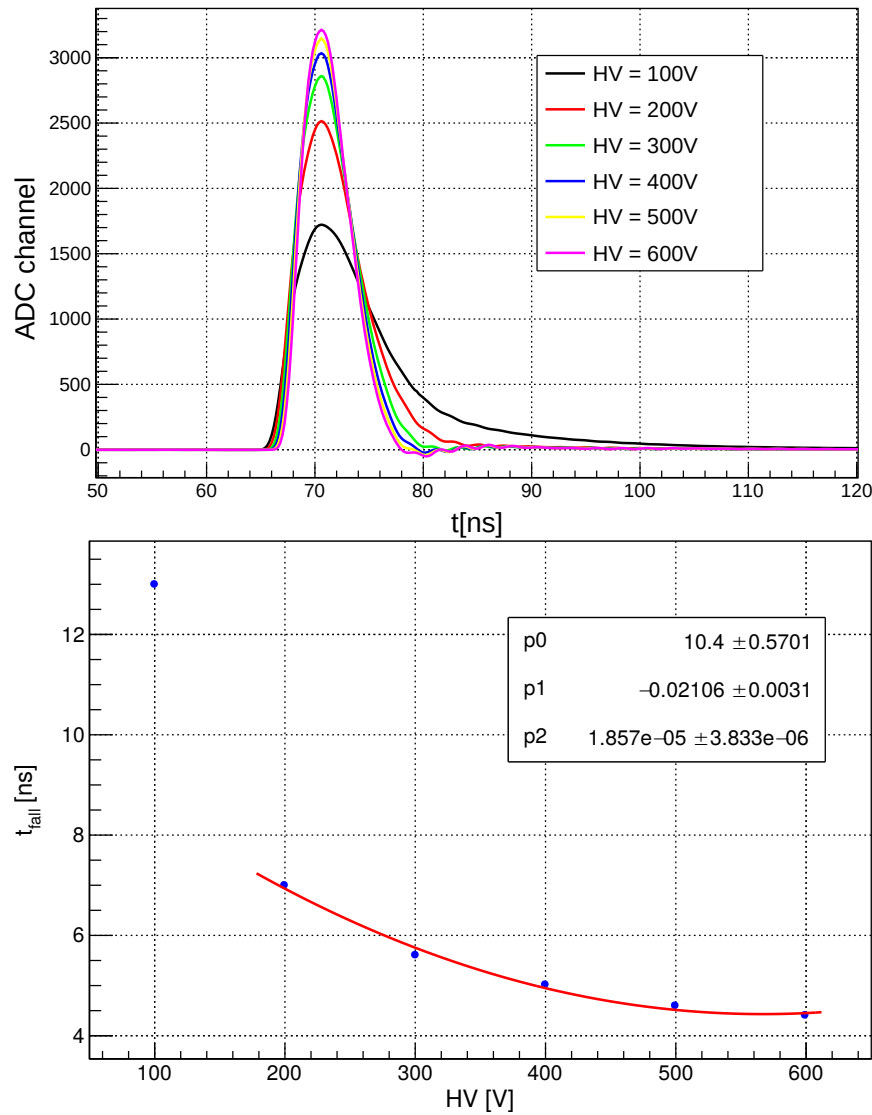 3000
2500
2000
1500
1000
500
0
ADC channel
HV = 100V
HV = 200V
HV = 300V
HV = 400V
HV = 500V
HV = 600V
50 60 70 80 90 100 110 120
t[ns]
12
10
8
6
4
t_fall [ns]
p0 10.4 ±0.5701
p1 −0.02106 ±0.0031
p2 1.857e−05 ±3.833e−06
100 200 300 400 500 600
HV [V]